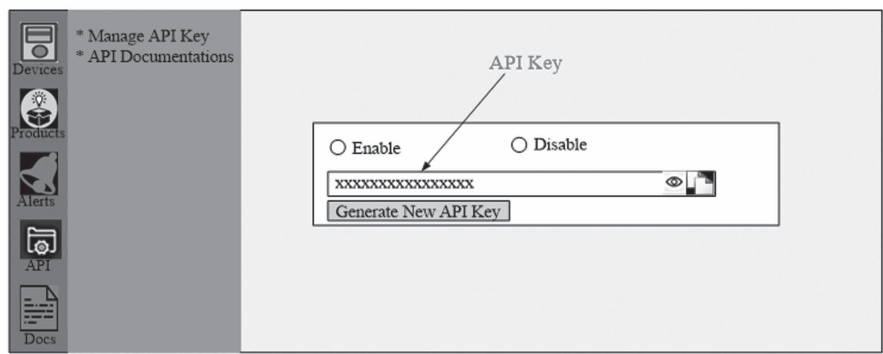 Devices
Products
Alerts
API
Docs
* Manage API Key
* API Documentations
API Key
Enable
Disable
xxxxxxxxxxxxxxxx
Generate New API Key